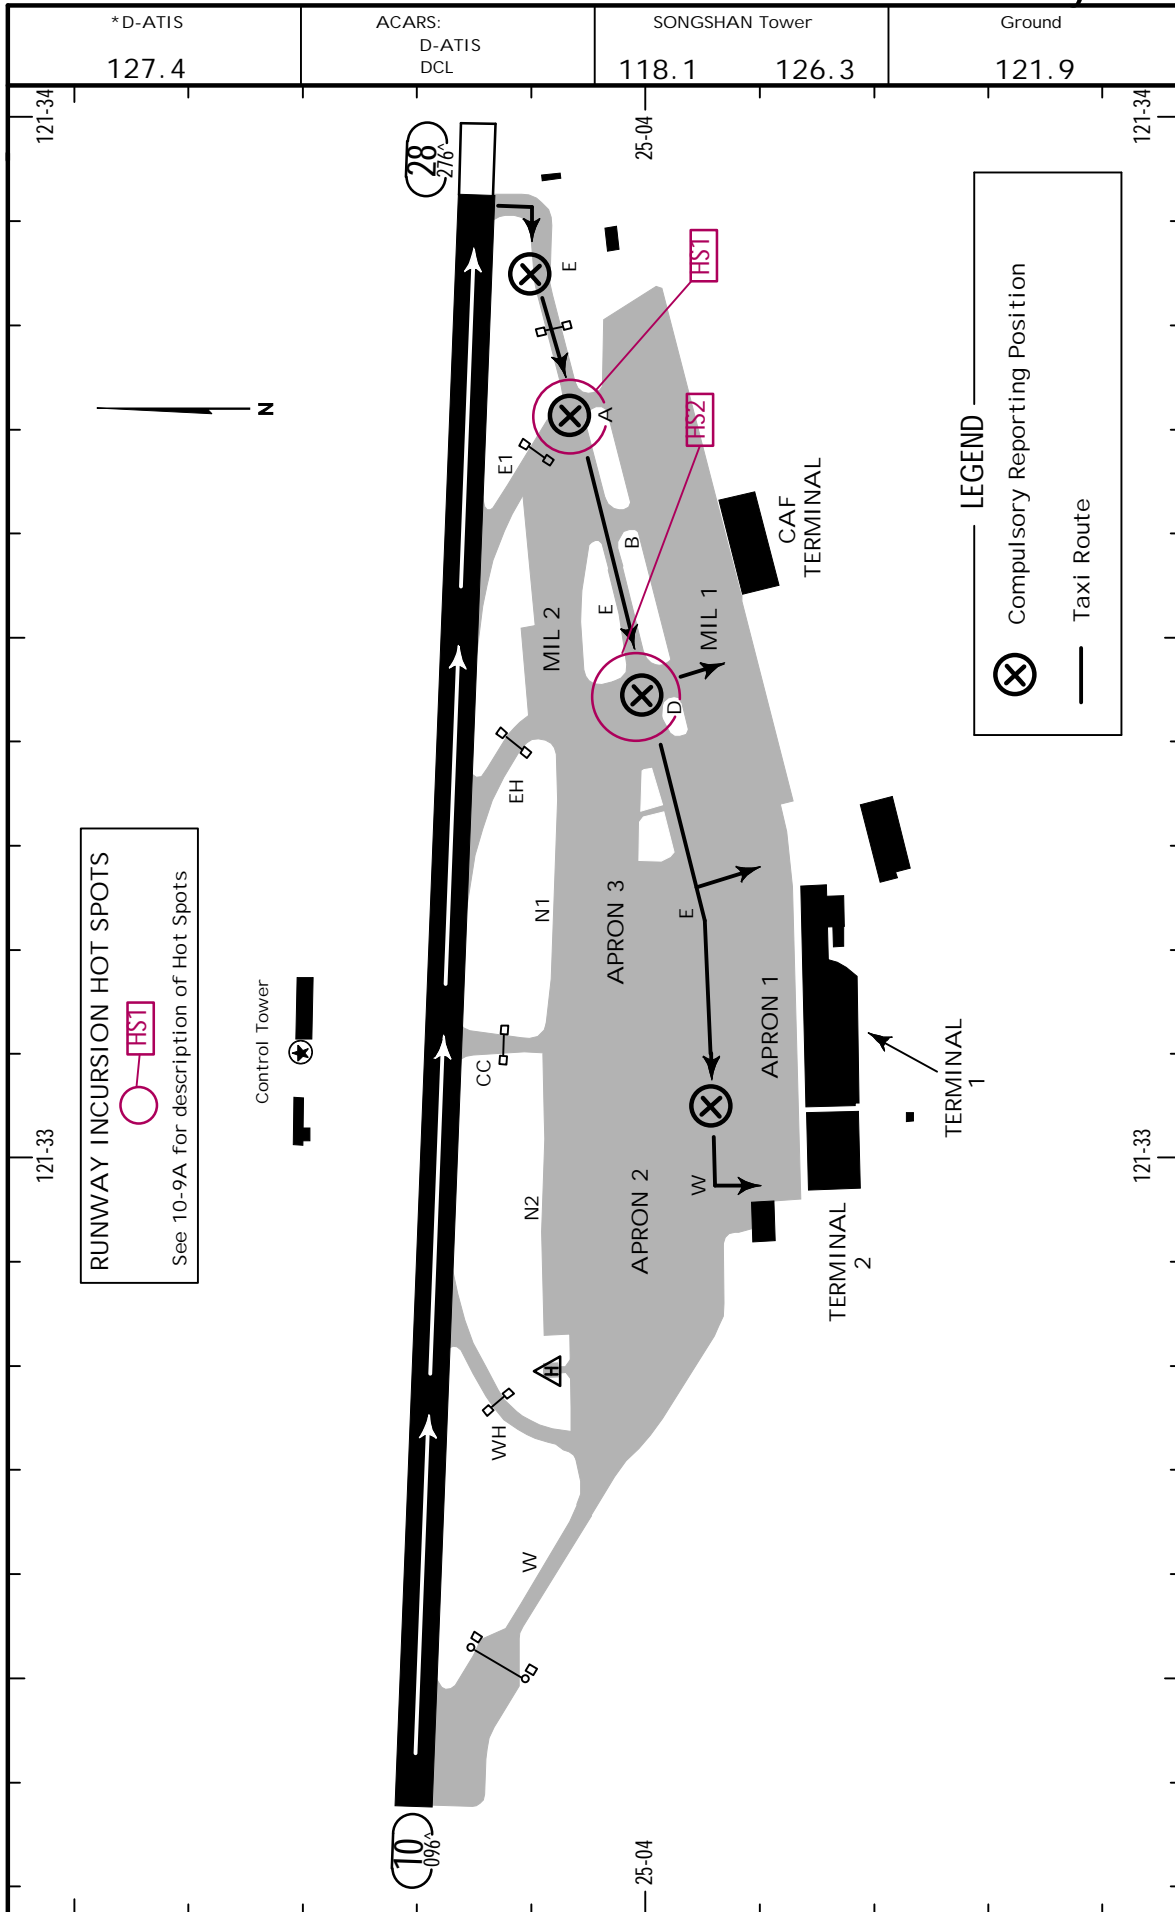 *D-ATIS
127.4
ACARS:
D-ATIS
DCL
SONGSHAN Tower
118.1 126.3
Ground
121.9
121-34
25-04
121-34
28
276^
E
HS1
A
HS2
E1
B
E
MIL 2
MIL 1
D
CAF
TERMINAL
N
LEGEND
Compulsory Reporting Position
Taxi Route
RUNWAY INCURSION HOT SPOTS
HS1
See 10-9A for description of Hot Spots
Control Tower
EH
N1
APRON 3
E
CC
APRON 1
TERMINAL
1
121-33
121-33
N2
APRON 2
W
TERMINAL
2
H
WH
W
10
096^
25-04